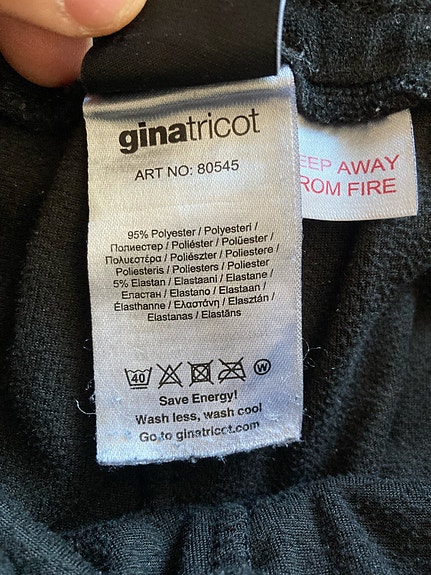 ginatricot
ART NO: 80545
EEP AWAY
ROM FIRE
95% Polyester / Polyesteri /
Полиестер / Poliéster / Polüester /
Πολυεστέρα / Poliészter / Poliestere /
Poliesteris / Poliesters / Poliester
5% Elastan / Elastaani / Elastane /
Еластан / Elastano / Elastaan /
Élasthanne / Ελαστάνη / Elasztán /
Elastanas / Elastāns
40 W
Save Energy!
Wash less, wash cool
Go to ginatricot.com